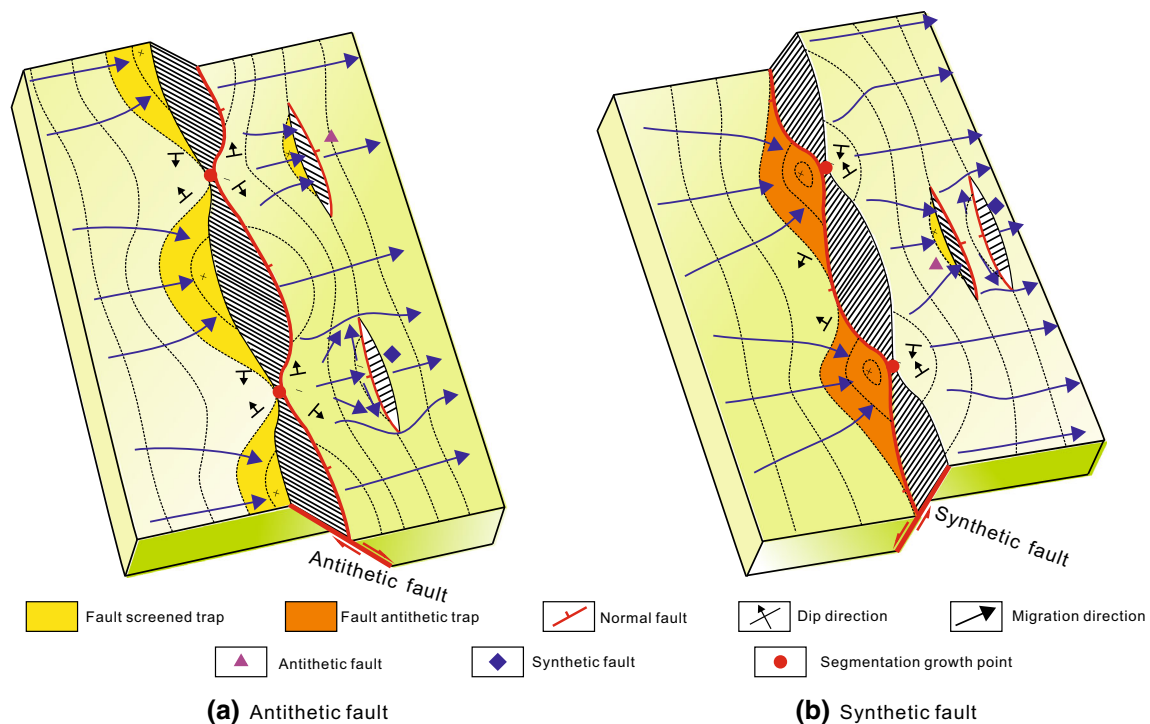 Antithetic fault
Synthetic fault
Fault screened trap
Fault antithetic trap
Normal fault
Dip direction
Migration direction
Antithetic fault
Synthetic fault
Segmentation growth point
(a) Antithetic fault
(b) Synthetic fault